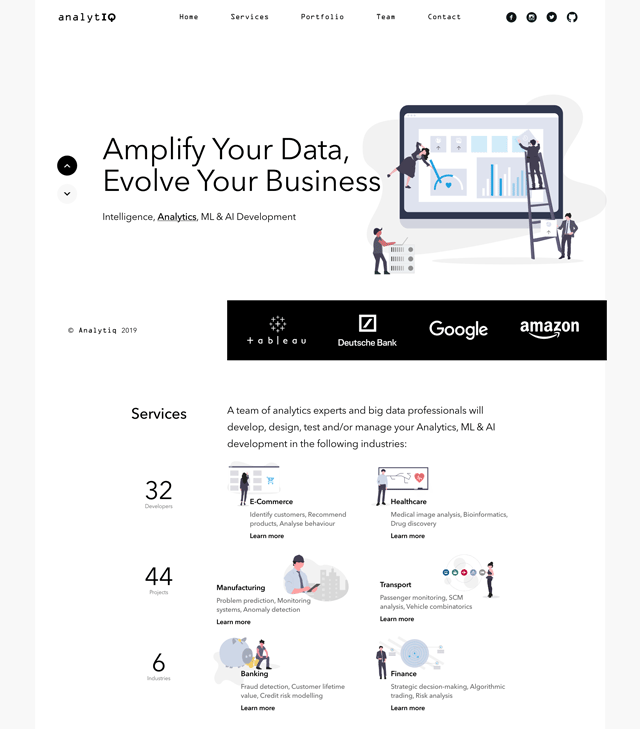 analytIQ
Home Services Portfolio Team Contact
Amplify Your Data,
Evolve Your Business
Intelligence, Analytics, ML & AI Development
© Analytiq 2019
tableau
Deutsche Bank
Google
amazon
Services
A team of analytics experts and big data professionals will
develop, design, test and/or manage your Analytics, ML & AI
development in the following industries:
32
Developers
E-Commerce
Identify customers, Recommend
products, Analyse behaviour
Learn more
Healthcare
Medical image analysis, Bioinformatics,
Drug discovery
Learn more
44
Projects
Manufacturing
Problem prediction, Monitoring
systems, Anomaly detection
Learn more
Transport
Passenger monitoring, SCM
analysis, Vehicle combinatorics
Learn more
6
Industries
Banking
Fraud detection, Customer lifetime
value, Credit risk modelling
Learn more
Finance
Strategic decsion-making, Algorithmic
trading, Risk analysis
Learn more